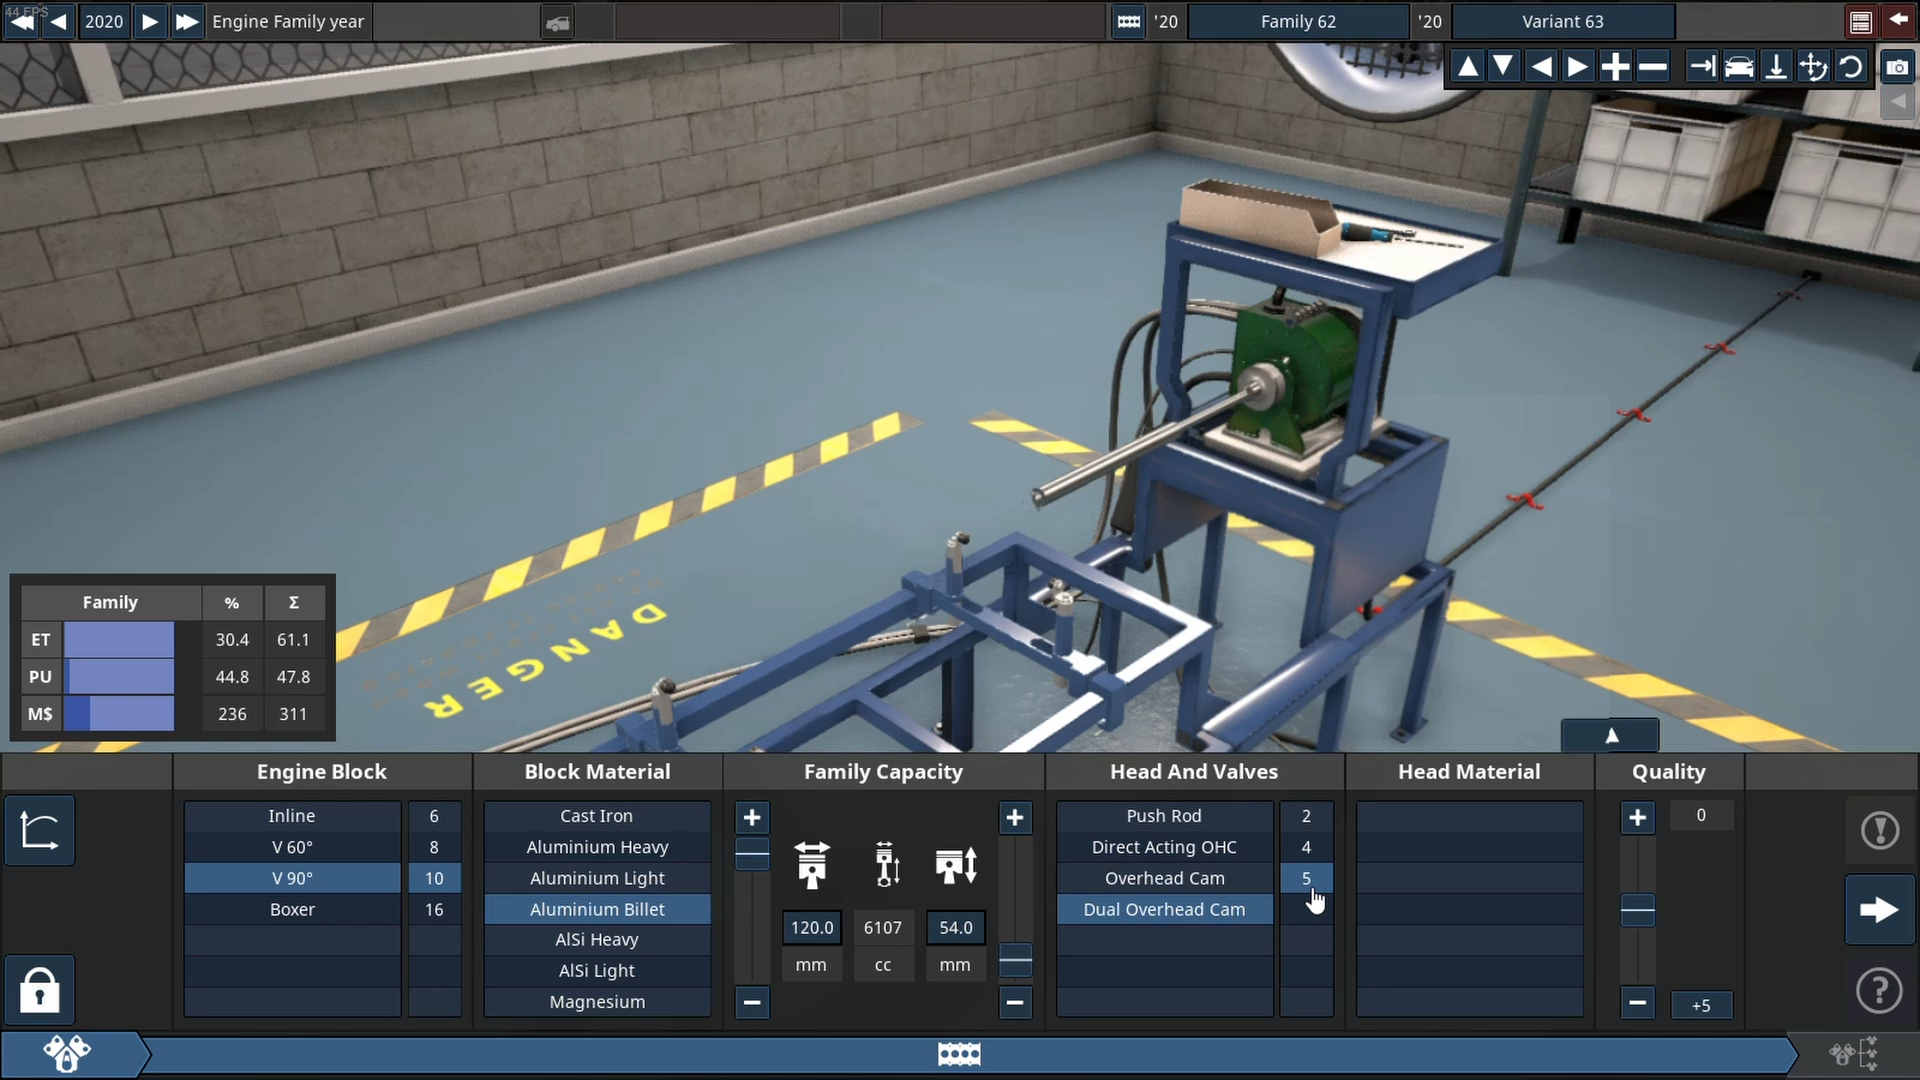 44 FPS
2020 Engine Family year '20 Family 62 '20 Variant 63
DANGER
Family % Σ
ET 30.4 61.1
PU 44.8 47.8
M$ 236 311
Engine Block Block Material Family Capacity Head And Valves Head Material Quality
Inline 6 Cast Iron Push Rod 2 0
V 60° 8 Aluminium Heavy Direct Acting OHC 4
V 90° 10 Aluminium Light Overhead Cam 5
Boxer 16 Aluminium Billet 120.0 6107 54.0 Dual Overhead Cam
AlSi Heavy
AlSi Light mm cc mm
Magnesium +5